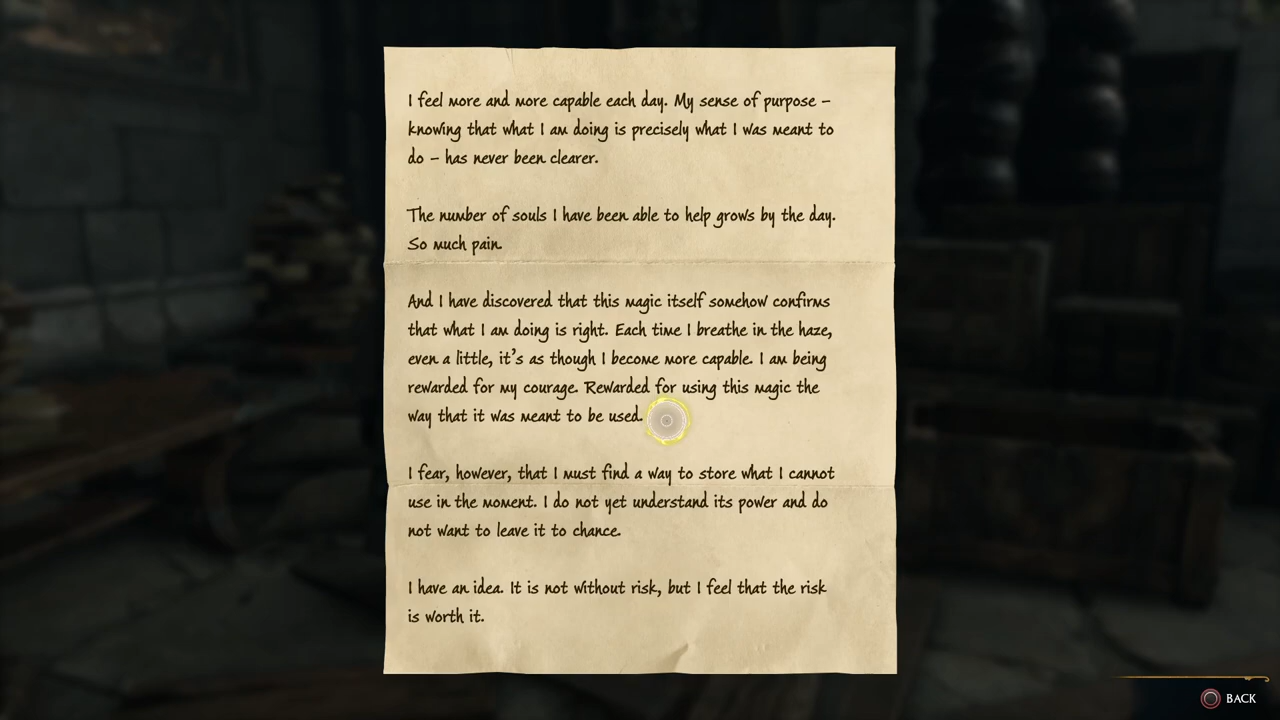 I feel more and more capable each day. My sense of purpose –
knowing that what I am doing is precisely what I was meant to
do – has never been clearer.
The number of souls I have been able to help grows by the day.
So much pain.
And I have discovered that this magic itself somehow confirms
that what I am doing is right. Each time I breathe in the haze,
even a little, it's as though I become more capable. I am being
rewarded for my courage. Rewarded for using this magic the
way that it was meant to be used.
I fear, however, that I must find a way to store what I cannot
use in the moment. I do not yet understand its power and do
not want to leave it to chance.
I have an idea. It is not without risk, but I feel that the risk
is worth it.
BACK